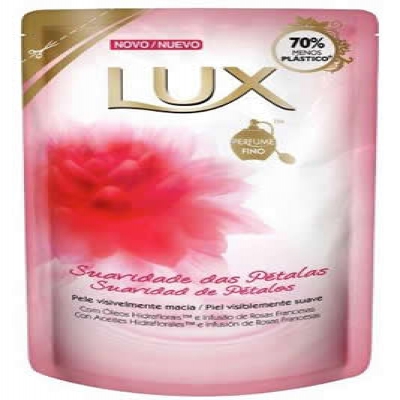 NOVO / NUEVO
70%
MENOS
PLÁSTICO*
LUX
PERFUME
FINO
Suavidade das Pétalas
Suavidad de Pétalos
Pele visivelmente macia / Piel visiblemente suave
Com Óleos Hidraflorais™ e Infusão de Rosas Francesas
Con Aceites Hidraflorales™ e Infusión de Rosas Francesas